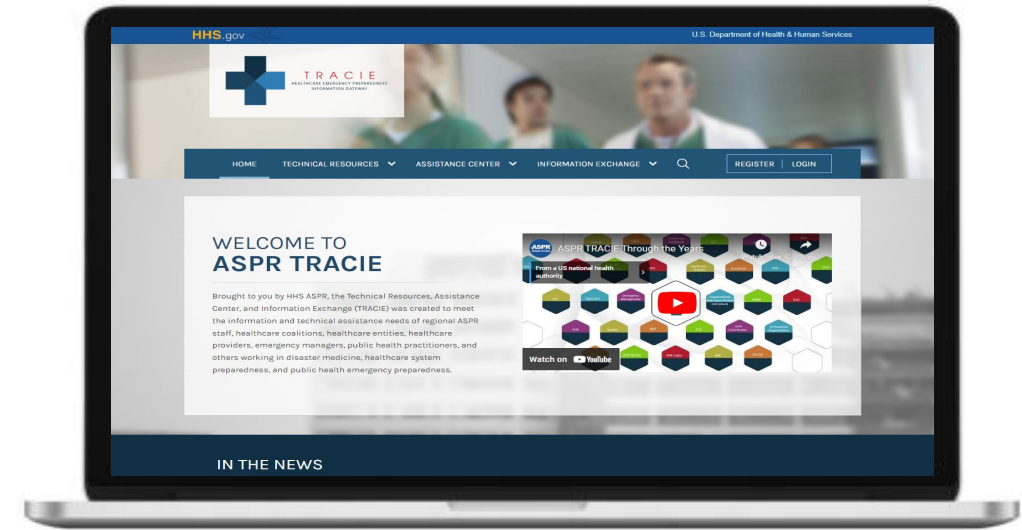 HHS.gov
U.S. Department of Health & Human Services
TRACIE
HEALTHCARE EMERGENCY PREPAREDNESS
INFORMATION GATEWAY
HOME TECHNICAL RESOURCES ASSISTANCE CENTER INFORMATION EXCHANGE REGISTER | LOGIN
WELCOME TO
ASPR TRACIE
Brought to you by HHS ASPR, the Technical Resources, Assistance
Center, and Information Exchange (TRACIE) was created to meet
the information and technical assistance needs of regional ASPR
staff, healthcare coalitions, healthcare entities, healthcare
providers, emergency managers, public health practitioners, and
others working in disaster medicine, healthcare system
preparedness, and public health emergency preparedness.
ASPR
ASPR TRACIE Through the Years
From a US national health
authority
Watch on YouTube
IN THE NEWS